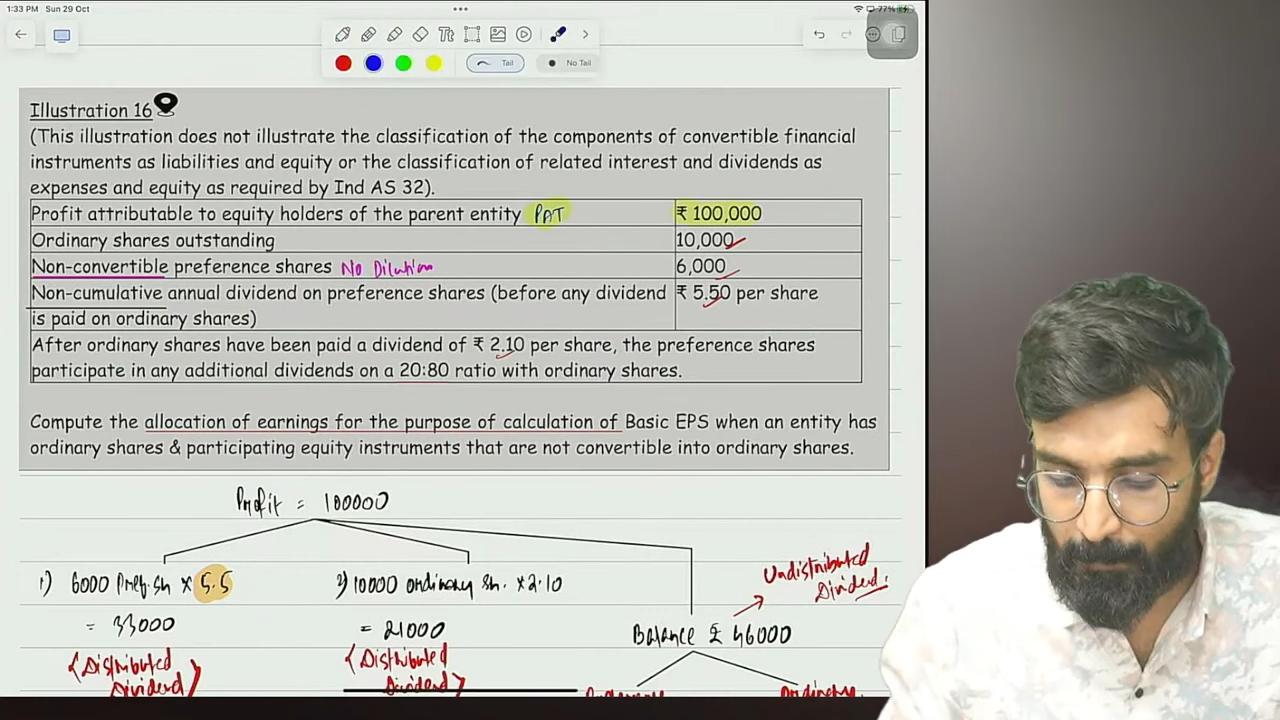 1:33 PM Sun 29 Oct
77%
Tail
No Tail
Illustration 16
(This illustration does not illustrate the classification of the components of convertible financial
instruments as liabilities and equity or the classification of related interest and dividends as
expenses and equity as required by Ind AS 32).
Profit attributable to equity holders of the parent entity PAT ₹ 100,000
Ordinary shares outstanding 10,000
Non-convertible preference shares No Dilution 6,000
Non-cumulative annual dividend on preference shares (before any dividend ₹ 5.50 per share
is paid on ordinary shares)
After ordinary shares have been paid a dividend of ₹ 2.10 per share, the preference shares
participate in any additional dividends on a 20:80 ratio with ordinary shares.
Compute the allocation of earnings for the purpose of calculation of Basic EPS when an entity has
ordinary shares & participating equity instruments that are not convertible into ordinary shares.
Profit = 100000
1) 6000 Pref. sh × 5.5
= 33000
(Distributed
Dividend)
2) 10000 ordinary sh. × 2.10
= 21000
(Distributed
Dividend)
Undistributed
Dividend.
Balance = 46000
Preference
ordinary